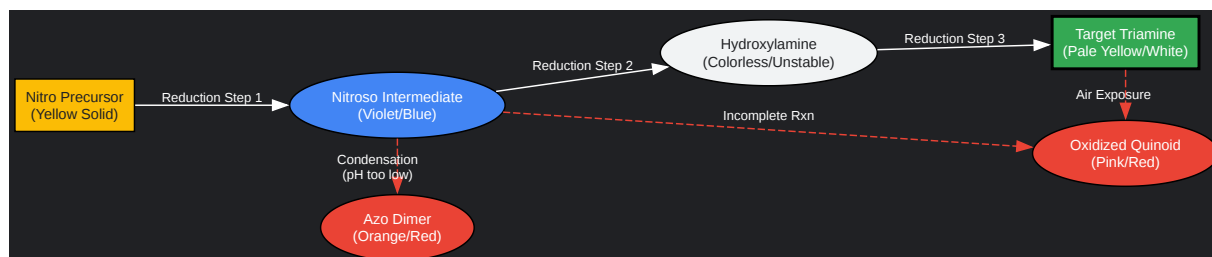 Nitro Precursor
(Yellow Solid)
Reduction Step 1
Nitroso Intermediate
(Violet/Blue)
Reduction Step 2
Hydroxylamine
(Colorless/Unstable)
Reduction Step 3
Target Triamine
(Pale Yellow/White)
Air Exposure
Incomplete Rxn
Oxidized Quinoid
(Pink/Red)
Condensation
(pH too low)
Azo Dimer
(Orange/Red)